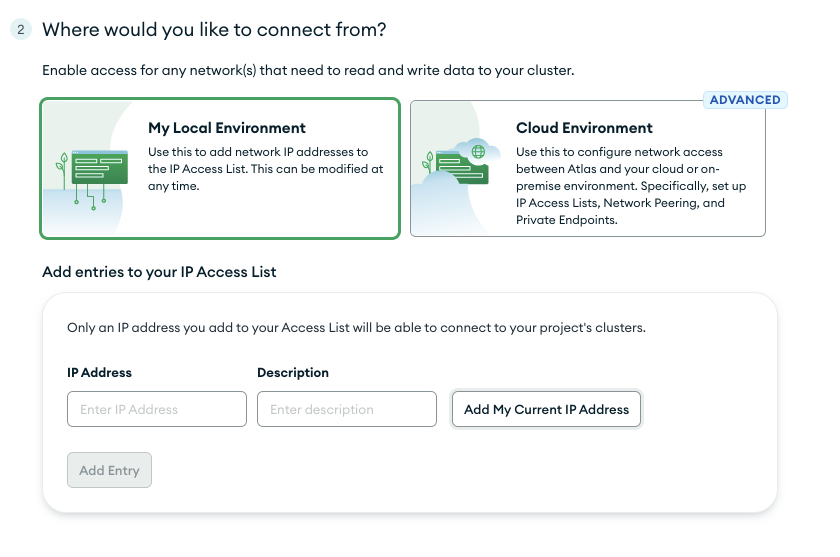 2 Where would you like to connect from?
Enable access for any network(s) that need to read and write data to your cluster.
ADVANCED
My Local Environment
Use this to add network IP addresses to
the IP Access List. This can be modified at
any time.
Cloud Environment
Use this to configure network access
between Atlas and your cloud or on-
premise environment. Specifically, set up
IP Access Lists, Network Peering, and
Private Endpoints.
Add entries to your IP Access List
Only an IP address you add to your Access List will be able to connect to your project's clusters.
IP Address Description
Enter IP Address Enter description Add My Current IP Address
Add Entry